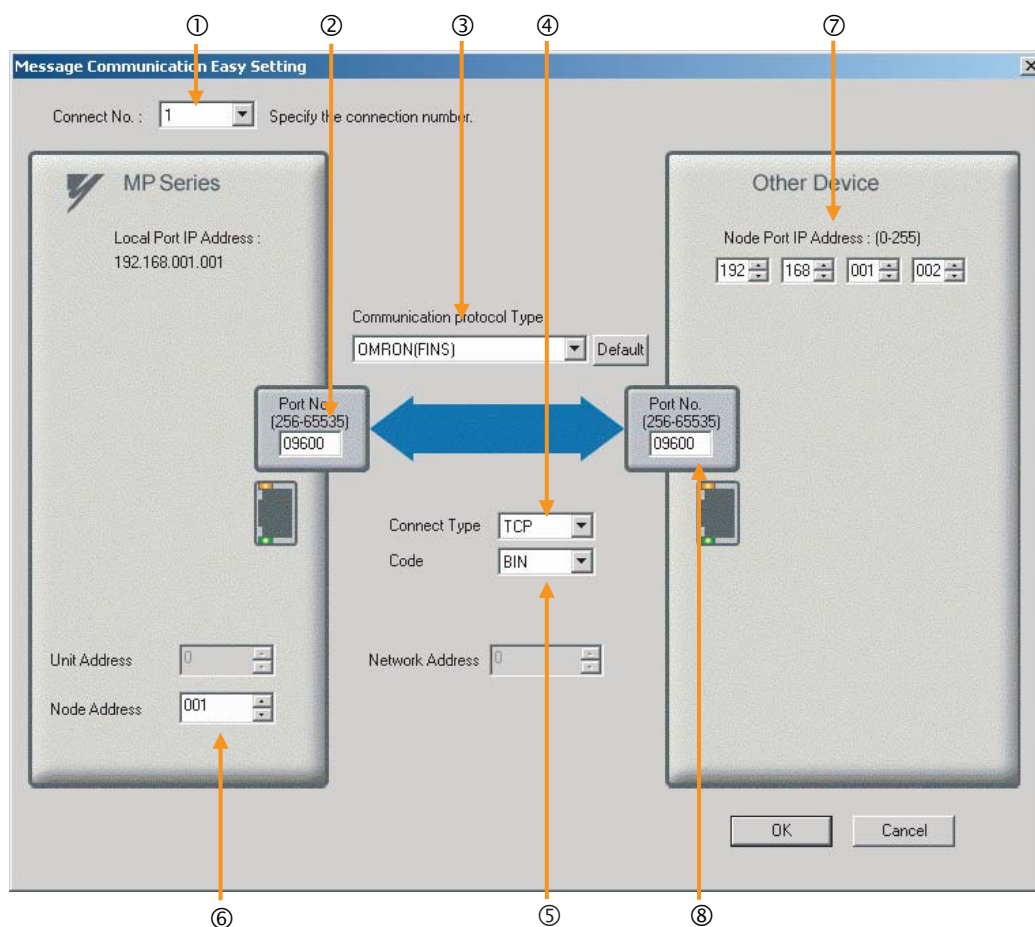 ① ② ③ ④ ⑦
Message Communication Easy Setting
Connect No. : 1 Specify the connection number.
MP Series
Local Port IP Address :
192.168.001.001
Other Device
Node Port IP Address : (0-255)
192 168 001 002
Communication protocol Type
OMRON(FINS) Default
Port No.
(256-65535)
09600
Port No.
(256-65535)
09600
Connect Type TCP
Code BIN
Unit Address 0
Network Address 0
Node Address 001
OK Cancel
⑥ ⑤ ⑧